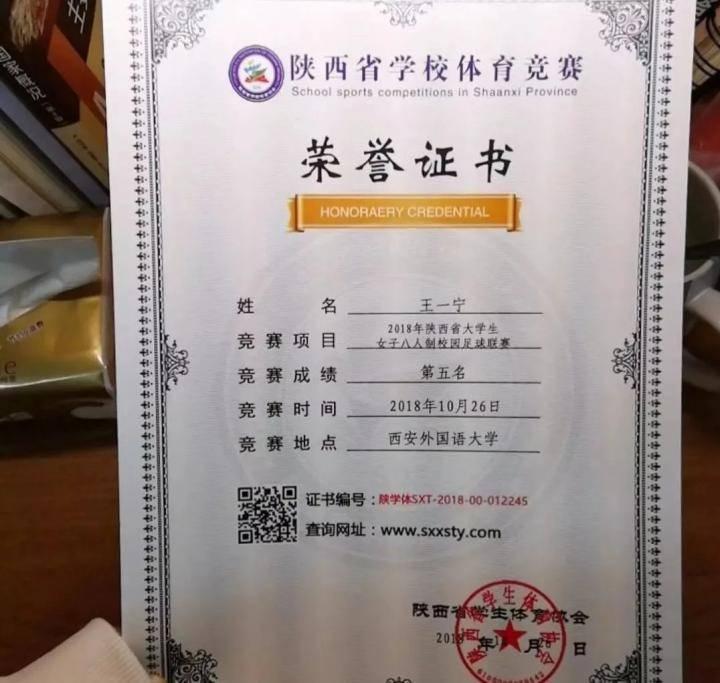 陕西省学校体育竞赛
School sports competitions in Shaanxi Province
荣誉证书
HONORAERY CREDENTIAL
姓名 王一宁
竞赛项目 2018年陕西省大学生
女子八人制校园足球联赛
竞赛成绩 第五名
竞赛时间 2018年10月26日
竞赛地点 西安外国语大学
证书编号：陕学体SXT-2018-00-012245
查询网址：www.sxxsty.com
陕西省学生体育协会
2018年 月 日